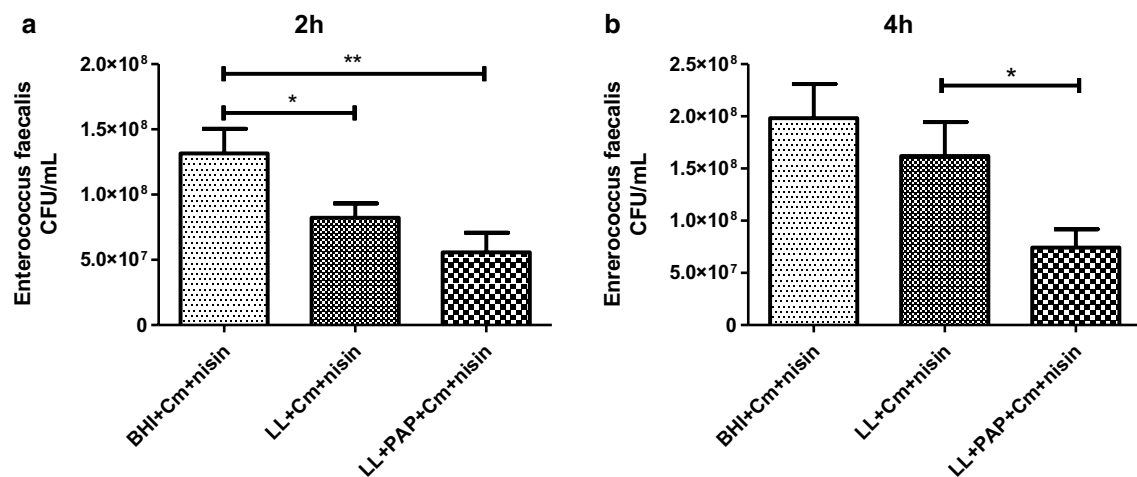 a
2h
Enterococcus faecalis
CFU/mL
2.0×10⁸
1.5×10⁸
1.0×10⁸
5.0×10⁷
0
**
*
BHI+Cm+nisin
LL+Cm+nisin
LL+PAP+Cm+nisin
b
4h
Enrerococcus faecalis
CFU/mL
2.5×10⁸
2.0×10⁸
1.5×10⁸
1.0×10⁸
5.0×10⁷
0
*
BHI+Cm+nisin
LL+Cm+nisin
LL+PAP+Cm+nisin